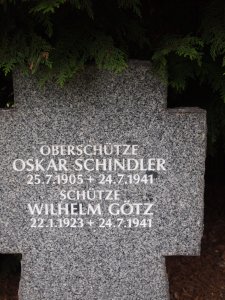 OBERSCHÜTZE
OSKAR SCHINDLER
25.7.1905 + 24.7.1941
SCHÜTZE
WILHELM GÖTZ
22.1.1923 + 24.7.1941